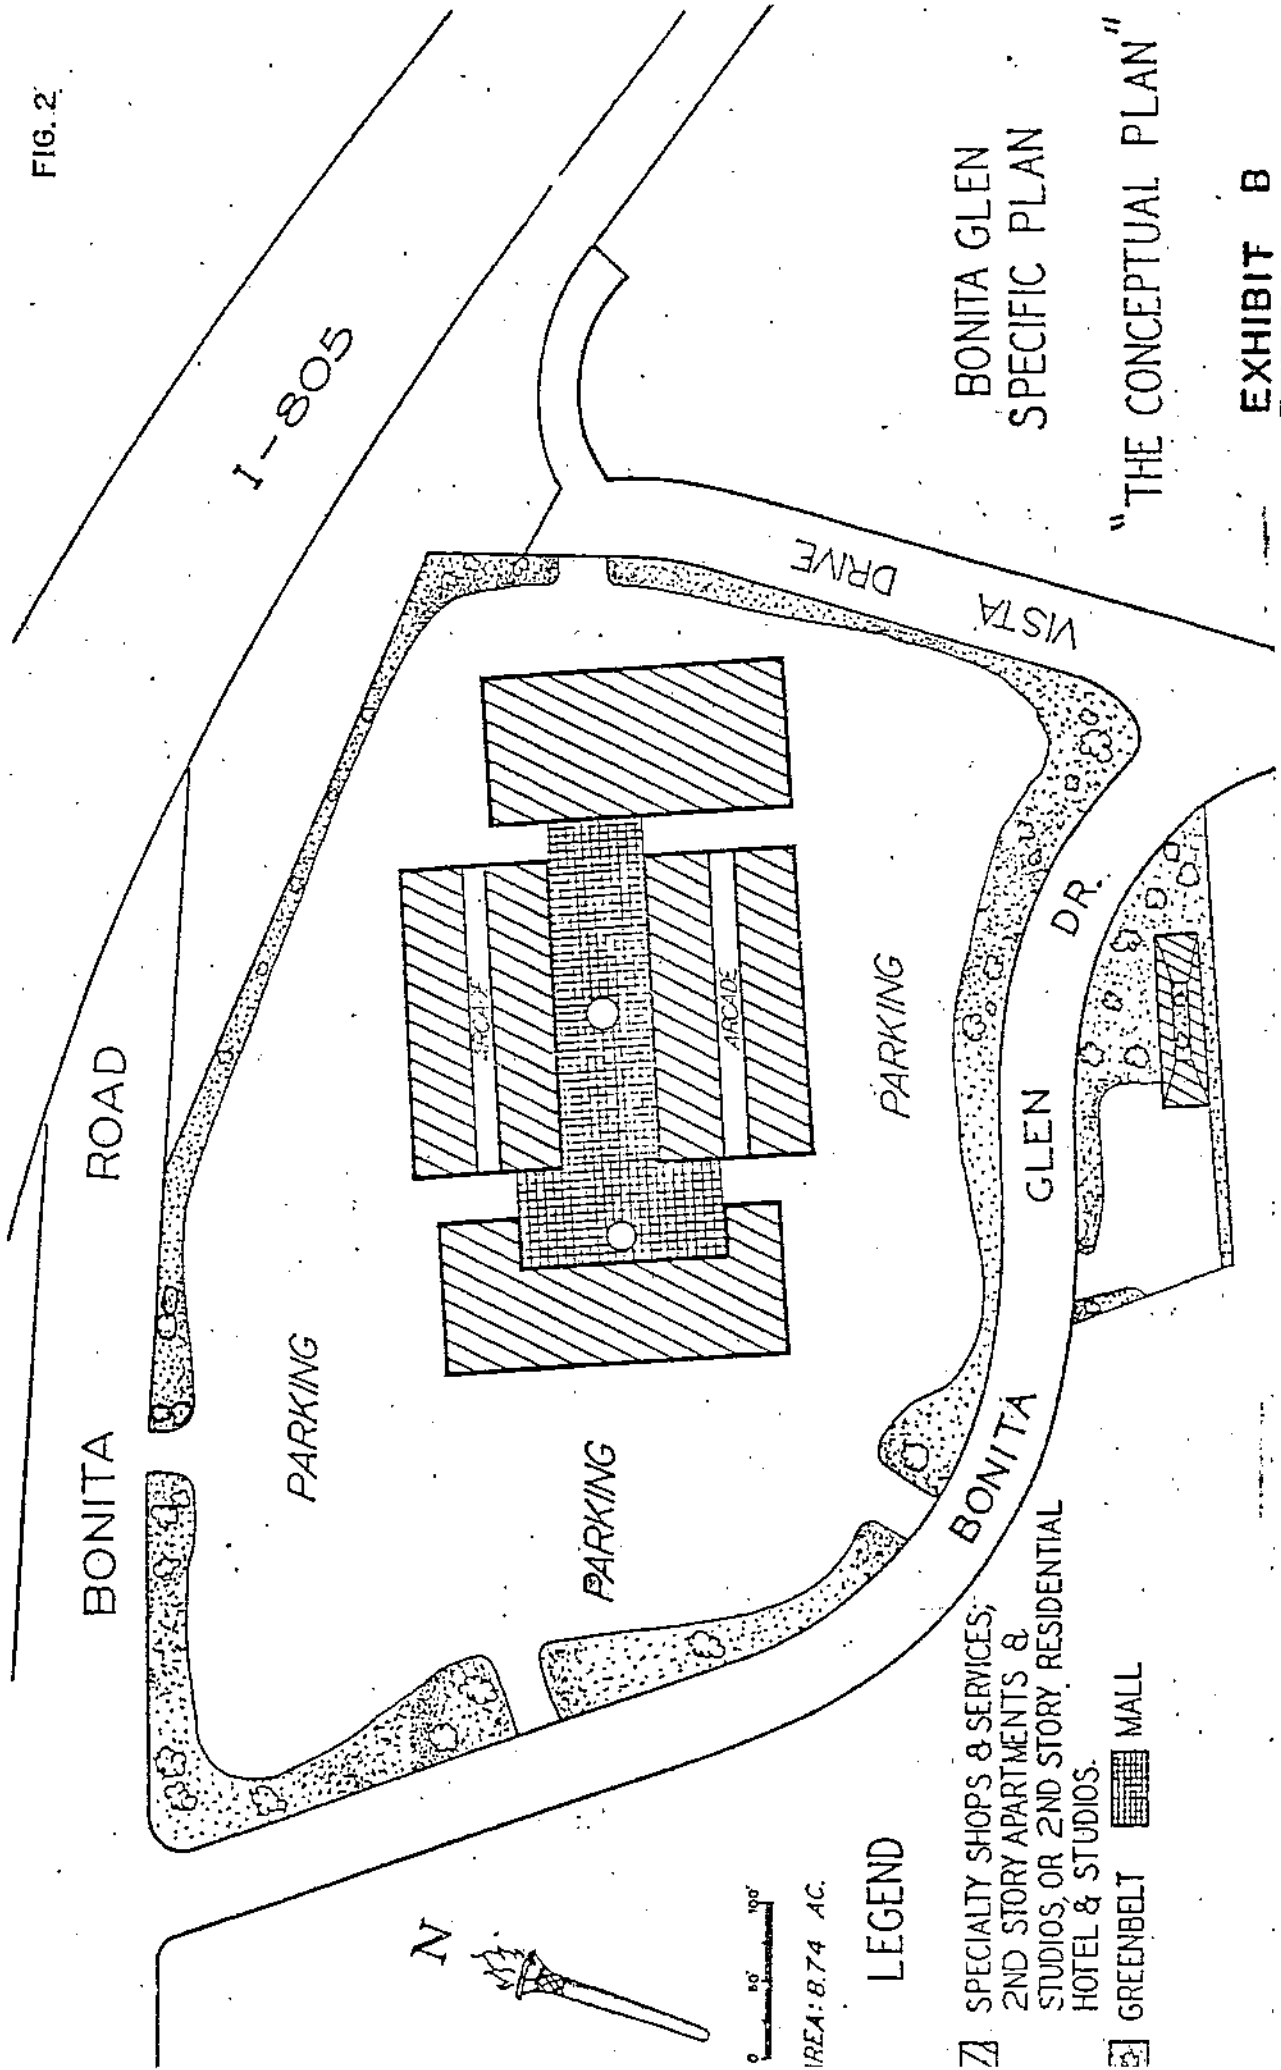 FIG. 2
I-805
BONITA ROAD
PARKING
PARKING
PARKING
ARCADE
ARCADE
VISTA DRIVE
BONITA GLEN DR.
N
0 50' 100'
AREA: 8.74 AC.
LEGEND
SPECIALTY SHOPS & SERVICES;
2ND STORY APARTMENTS &
STUDIOS, OR 2ND STORY RESIDENTIAL
HOTEL & STUDIOS.
GREENBELT MALL
BONITA GLEN
SPECIFIC PLAN
"THE CONCEPTUAL PLAN"
EXHIBIT B